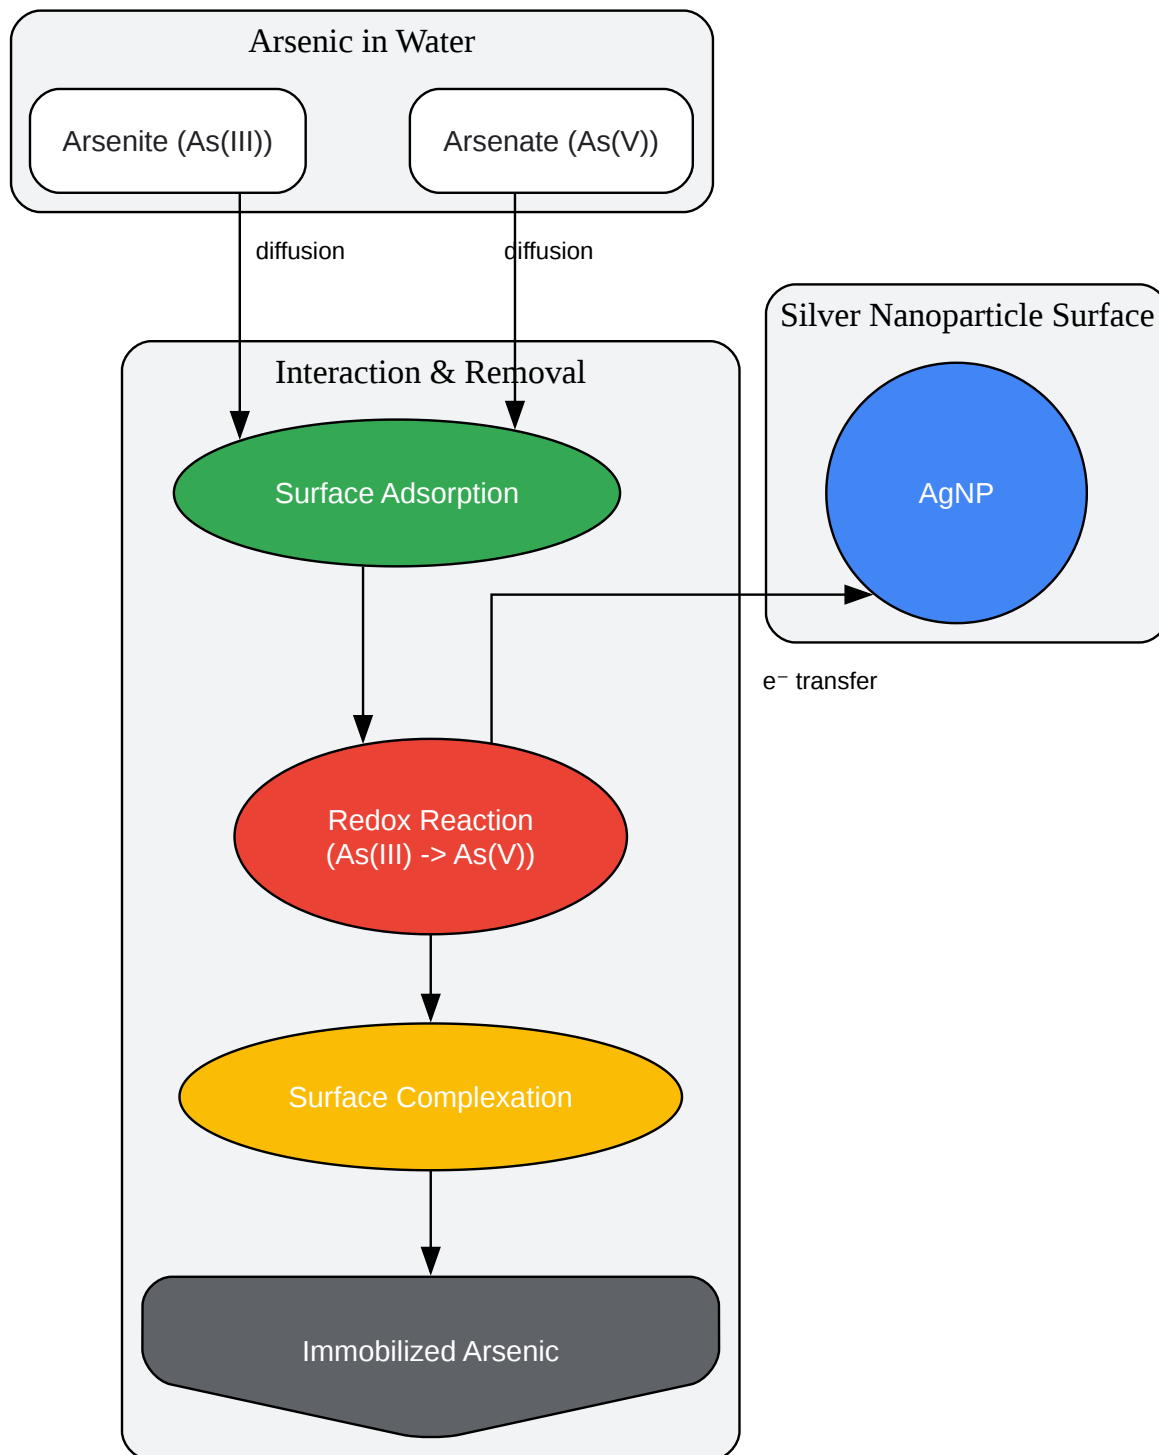 Arsenic in Water
Arsenite (As(III))
Arsenate (As(V))
diffusion
diffusion
Silver Nanoparticle Surface
Interaction & Removal
Surface Adsorption
AgNP
e⁻ transfer
Redox Reaction
(As(III) -> As(V))
Surface Complexation
Immobilized Arsenic